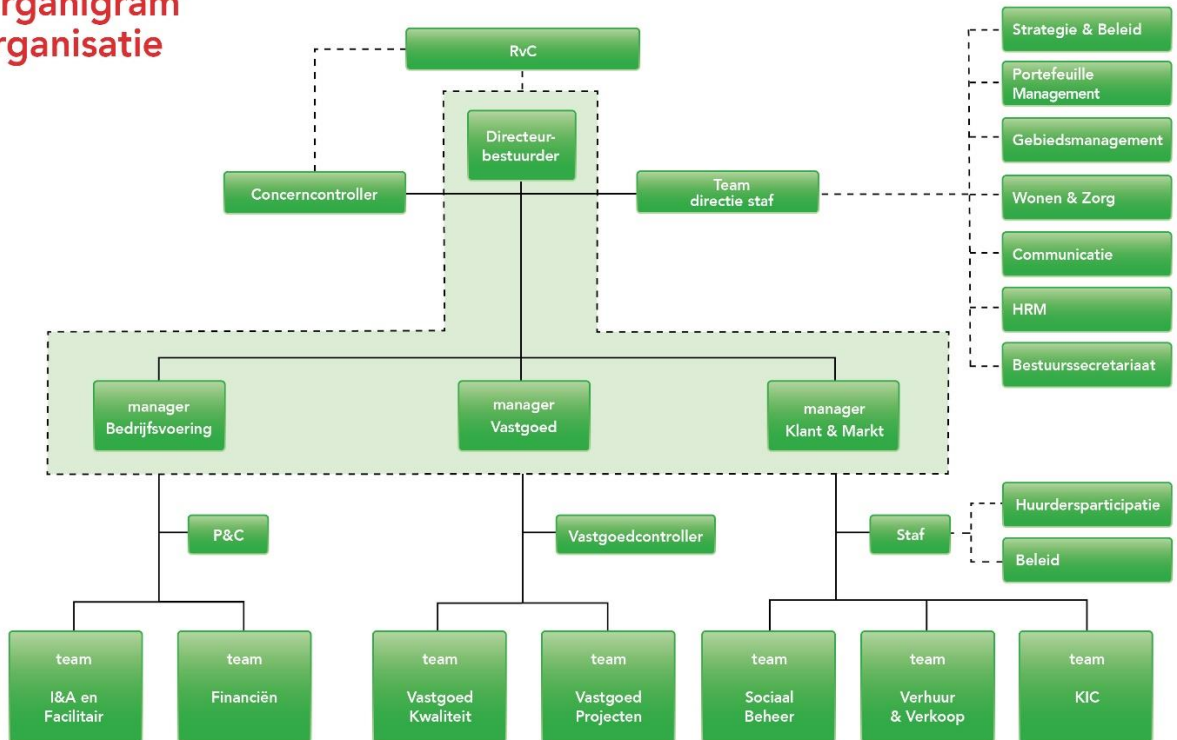 rganigram
rganisatie
RvC
Directeur-
bestuurder
Concerncontroller
Team
directie staf
Strategie & Beleid
Portefeuille
Management
Gebiedsmanagement
Wonen & Zorg
Communicatie
HRM
Bestuurssecretariaat
manager
Bedrijfsvoering
manager
Vastgoed
manager
Klant & Markt
P&C
Vastgoedcontroller
Staf
Huurdersparticipatie
Beleid
team
I&A en
Facilitair
team
Financiën
team
Vastgoed
Kwaliteit
team
Vastgoed
Projecten
team
Sociaal
Beheer
team
Verhuur
& Verkoop
team
KIC